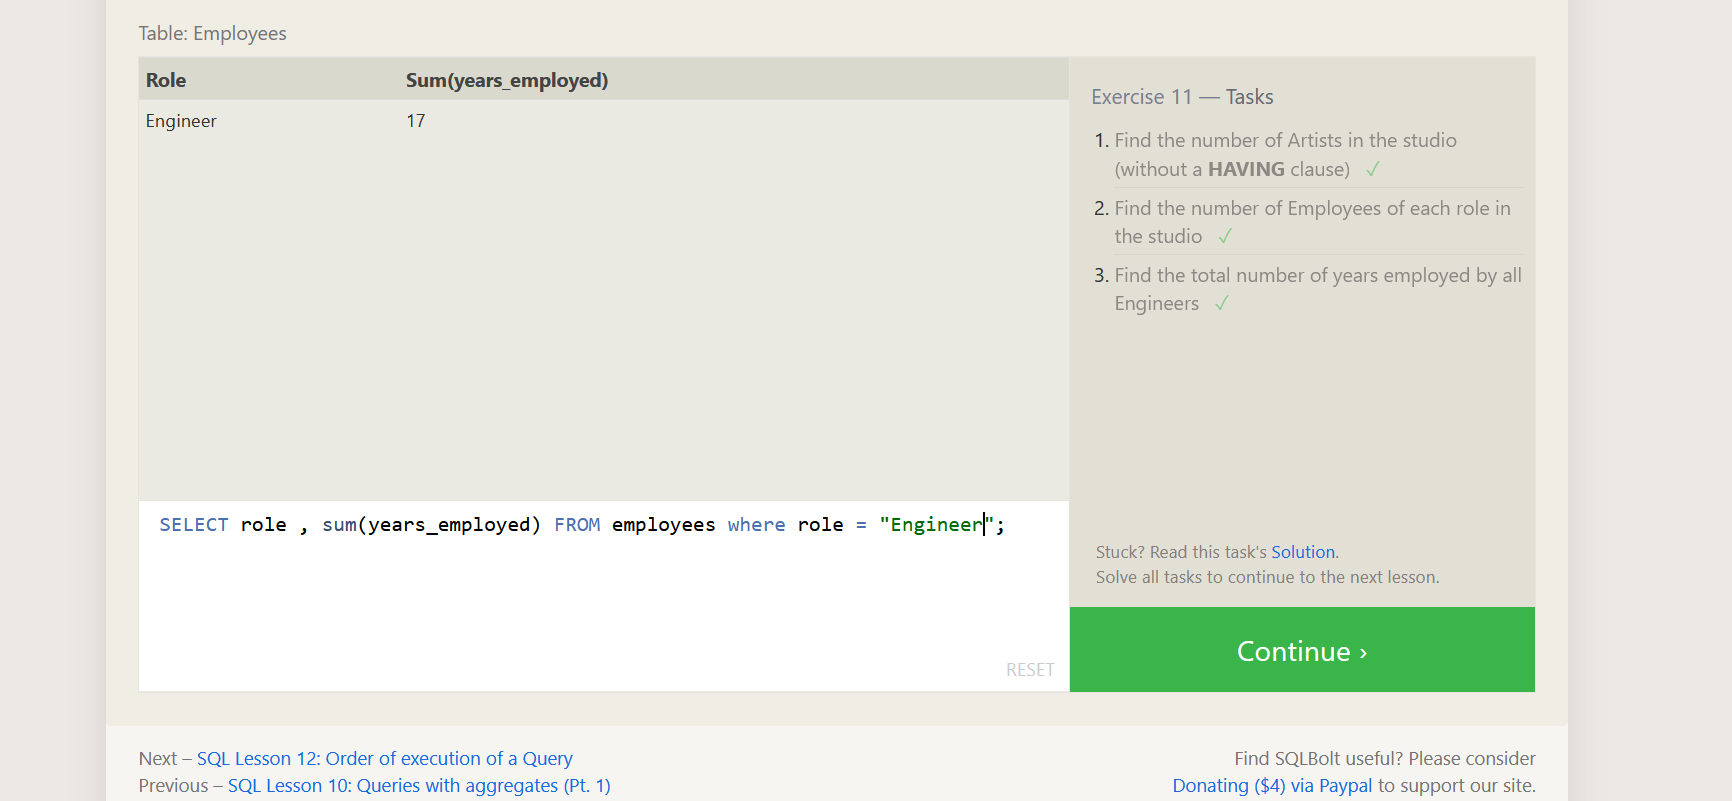 Table: Employees
Role Sum(years_employed)
Engineer 17
Exercise 11 — Tasks
1. Find the number of Artists in the studio
(without a HAVING clause) ✓
2. Find the number of Employees of each role in
the studio ✓
3. Find the total number of years employed by all
Engineers ✓
SELECT role , sum(years_employed) FROM employees where role = "Engineer";
RESET
Stuck? Read this task's Solution.
Solve all tasks to continue to the next lesson.
Continue ›
Next – SQL Lesson 12: Order of execution of a Query
Previous – SQL Lesson 10: Queries with aggregates (Pt. 1)
Find SQLBolt useful? Please consider
Donating ($4) via Paypal to support our site.